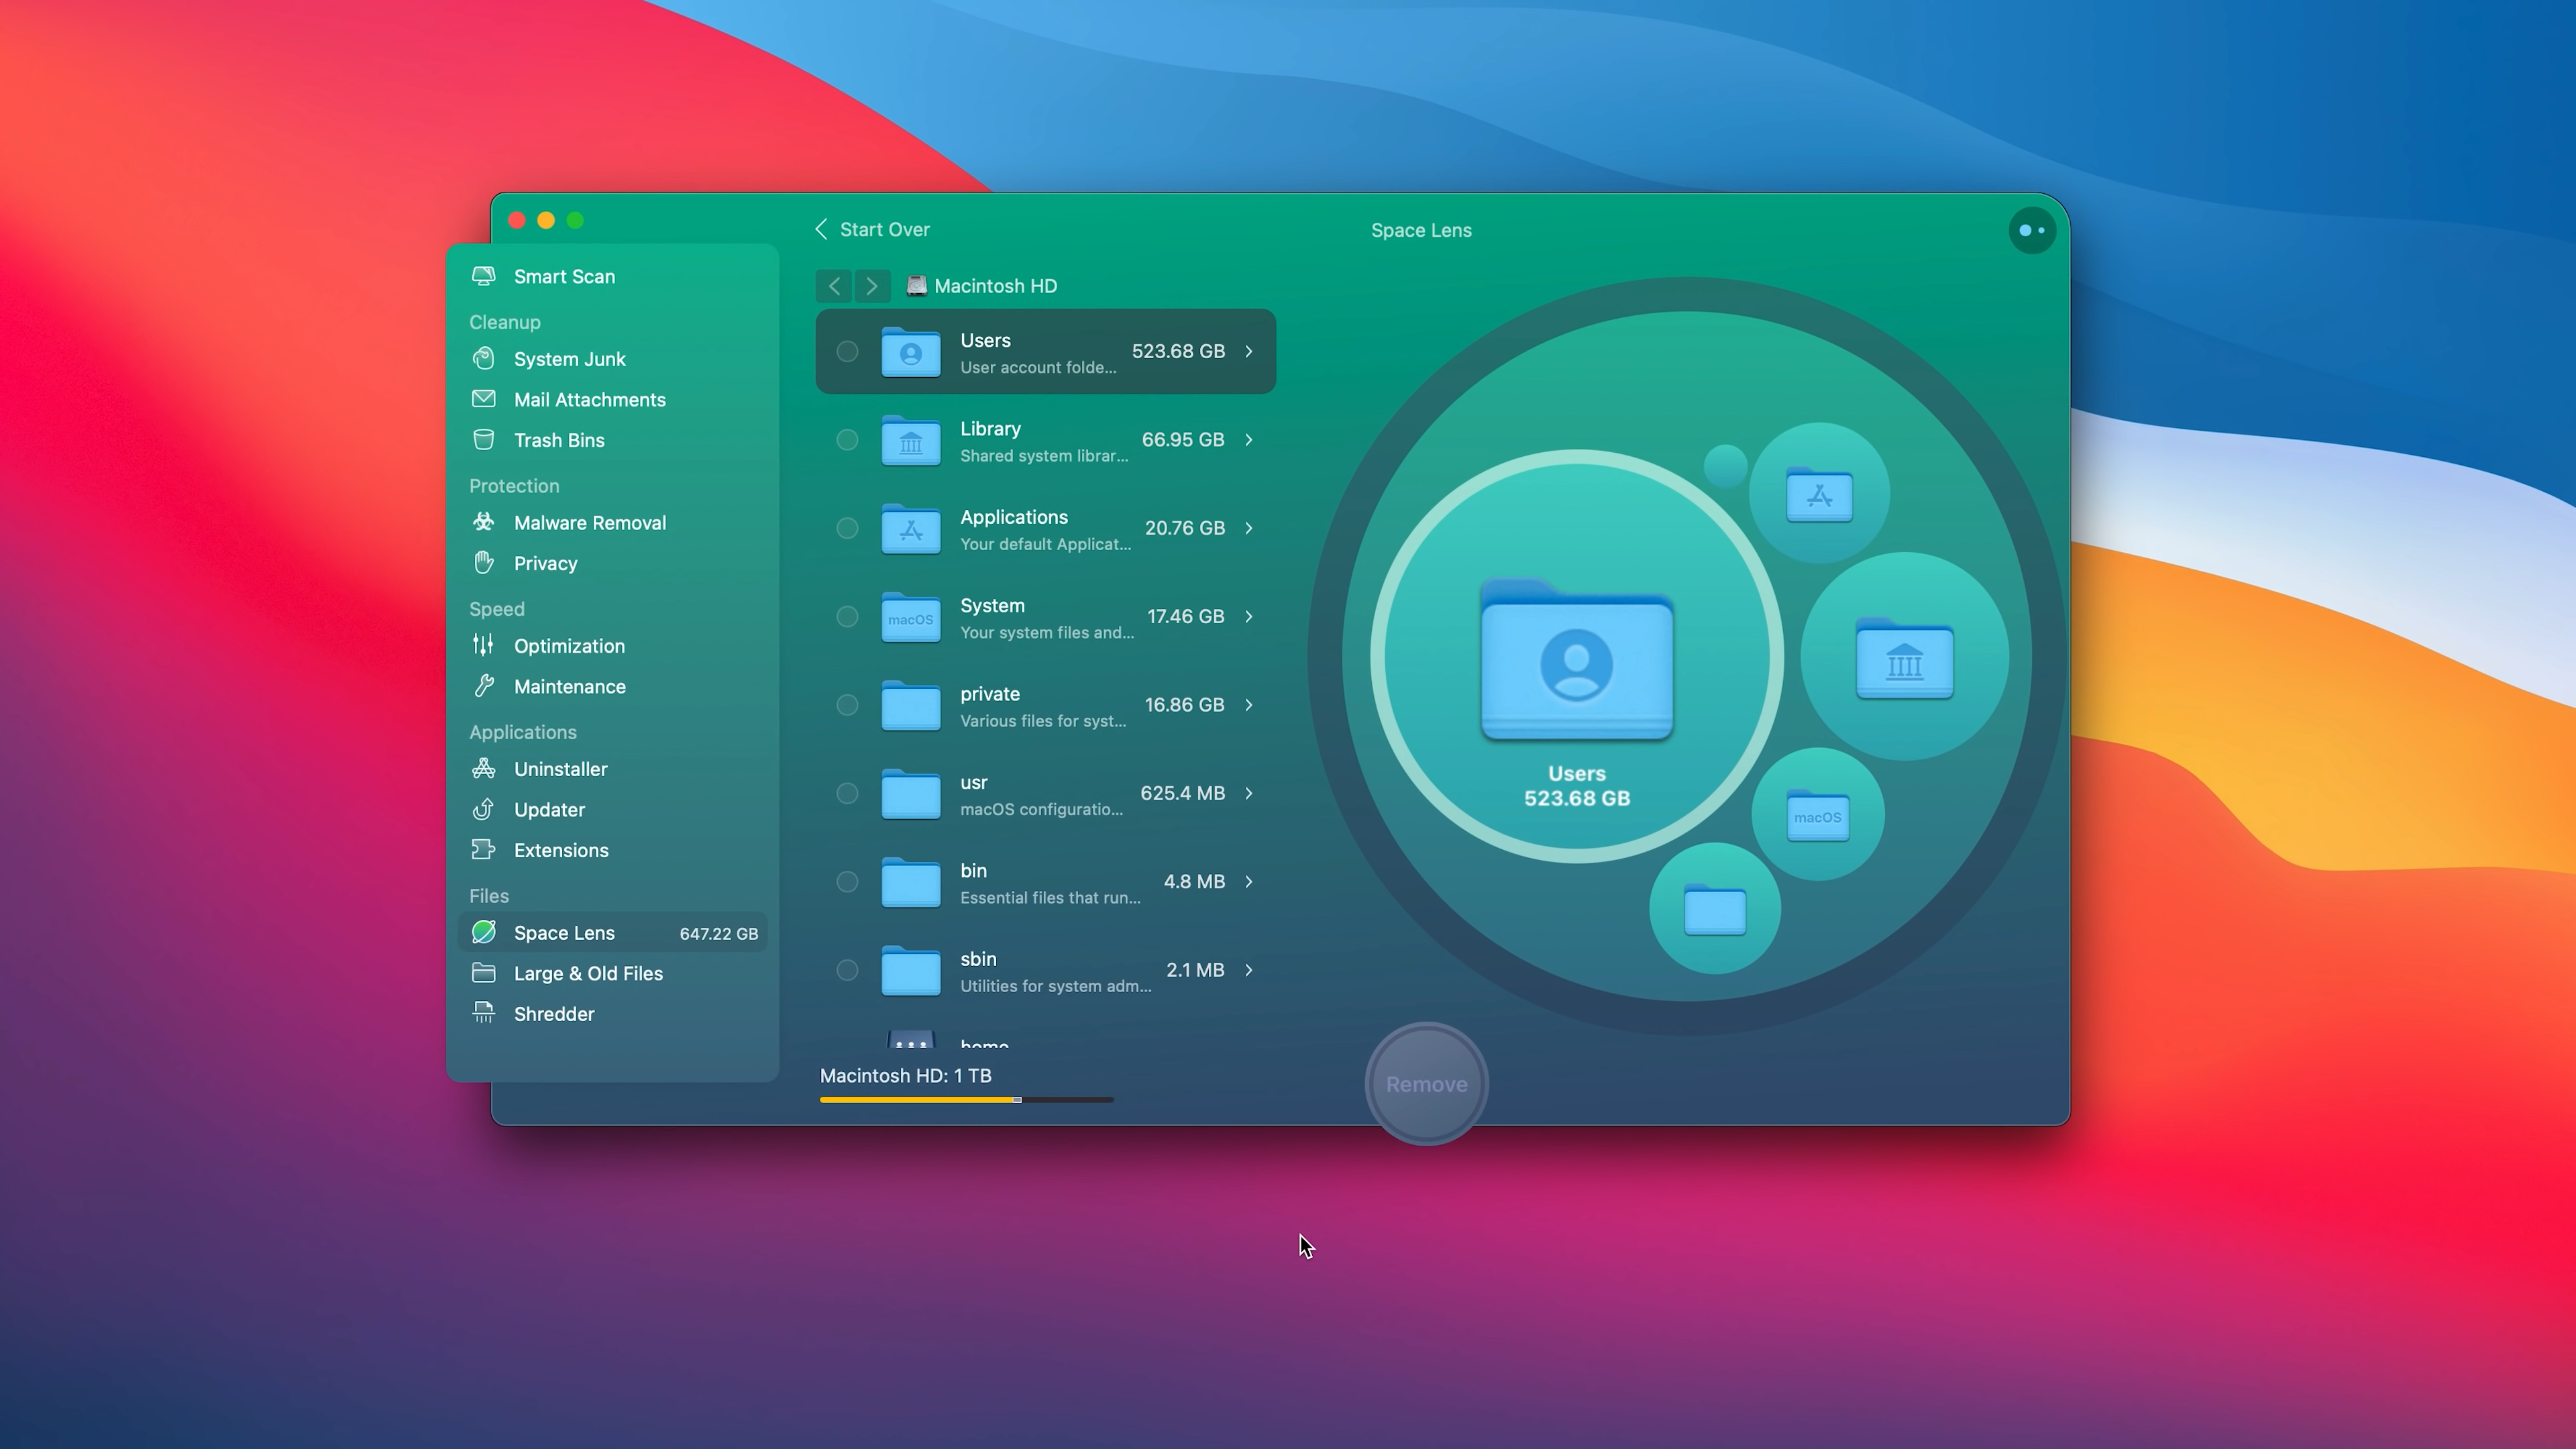 Start Over
Space Lens
Smart Scan
Cleanup
System Junk
Mail Attachments
Trash Bins
Protection
Malware Removal
Privacy
Speed
Optimization
Maintenance
Applications
Uninstaller
Updater
Extensions
Files
Space Lens 647.22 GB
Large & Old Files
Shredder
Macintosh HD
Users 523.68 GB
User account folde...
Library 66.95 GB
Shared system librar...
Applications 20.76 GB
Your default Applicat...
System 17.46 GB
Your system files and...
macOS
private 16.86 GB
Various files for syst...
usr 625.4 MB
macOS configuratio...
bin 4.8 MB
Essential files that run...
sbin 2.1 MB
Utilities for system adm...
home
Macintosh HD: 1 TB
Users
523.68 GB
macOS
Remove